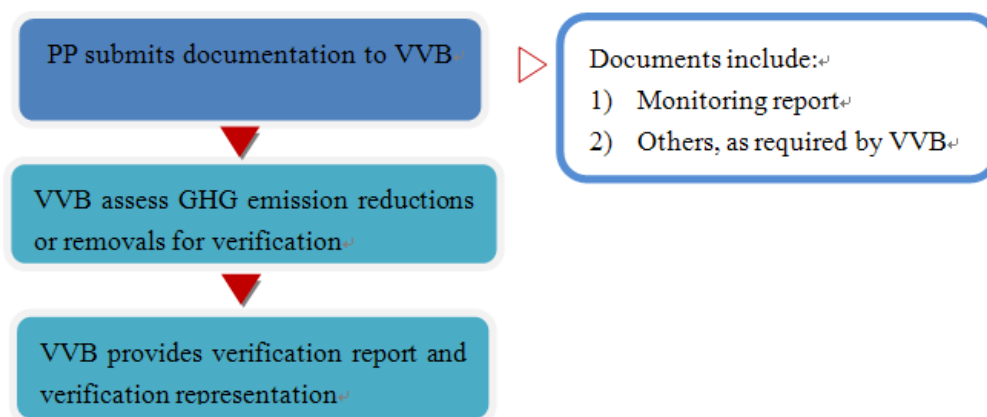 PP submits documentation to VVB
Documents include:
1) Monitoring report
2) Others, as required by VVB
VVB assess GHG emission reductions
or removals for verification
VVB provides verification report and
verification representation